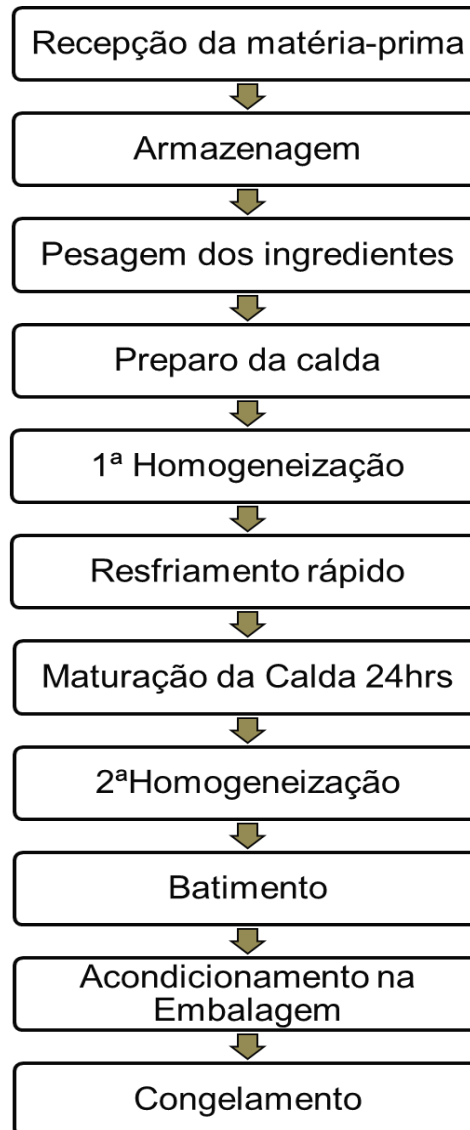 Recepção da matéria-prima
Armazenagem
Pesagem dos ingredientes
Preparo da calda
1ª Homogeneização
Resfriamento rápido
Maturação da Calda 24hrs
2ªHomogeneização
Batimento
Acondicionamento na
Embalagem
Congelamento